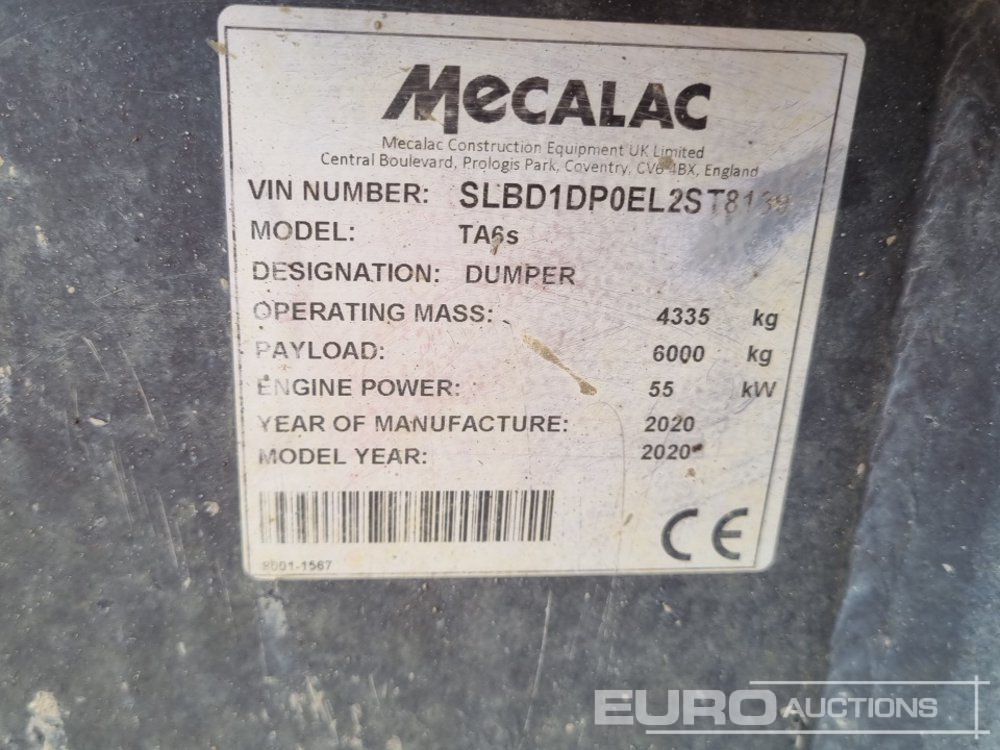 MECALAC
Mecalac Construction Equipment UK Limited
Central Boulevard, Prologis Park, Coventry, CV6 4BX, England
VIN NUMBER:
MODEL: TA6s
DESIGNATION: DUMPER
OPERATING MASS: 4335 kg
PAYLOAD: 6000 kg
ENGINE POWER: 55 kW
YEAR OF MANUFACTURE: 2020
MODEL YEAR: 2020
8001-1567
CE
EURO AUCTIONS